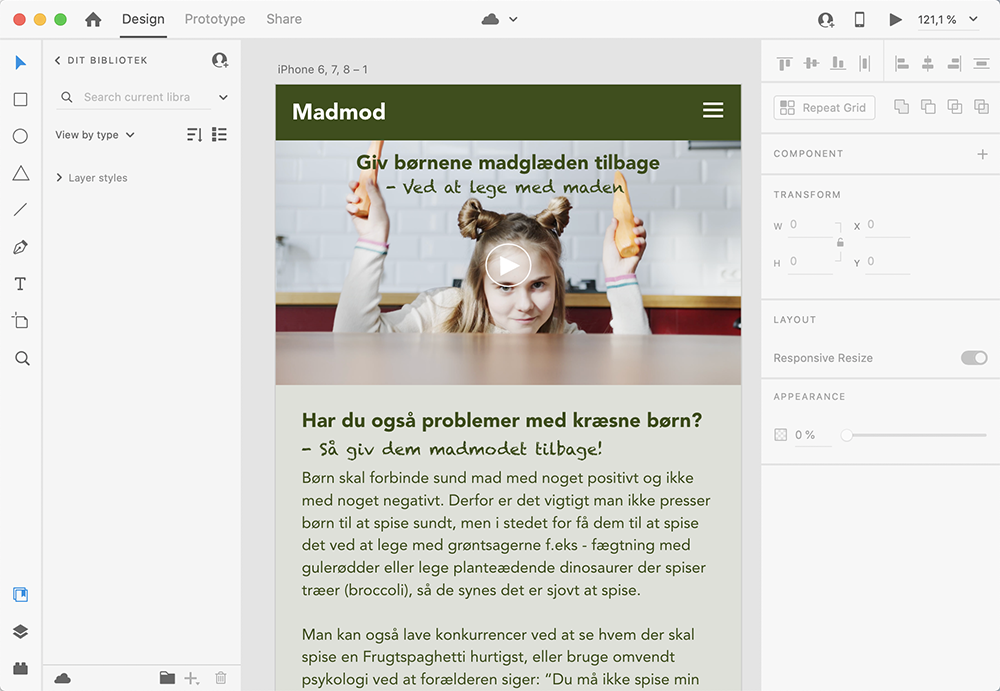 Design Prototype Share 121,1 %
DIT BIBLIOTEK
Search current libra
View by type
Layer styles
iPhone 6, 7, 8 – 1
Madmod
Giv børnene madglæden tilbage
- Ved at lege med maden
Har du også problemer med kræsne børn?
- Så giv dem madmodet tilbage!
Børn skal forbinde sund mad med noget positivt og ikke
med noget negativt. Derfor er det vigtigt man ikke presser
børn til at spise sundt, men i stedet for få dem til at spise
det ved at lege med grøntsagerne f.eks - fægtning med
gulerødder eller lege planteædende dinosaurer der spiser
træer (broccoli), så de synes det er sjovt at spise.
Man kan også lave konkurrencer ved at se hvem der skal
spise en Frugtspaghetti hurtigst, eller bruge omvendt
psykologi ved at forælderen siger: “Du må ikke spise min
Repeat Grid
COMPONENT
TRANSFORM
W 0 X 0
H 0 Y 0
LAYOUT
Responsive Resize
APPEARANCE
0 %